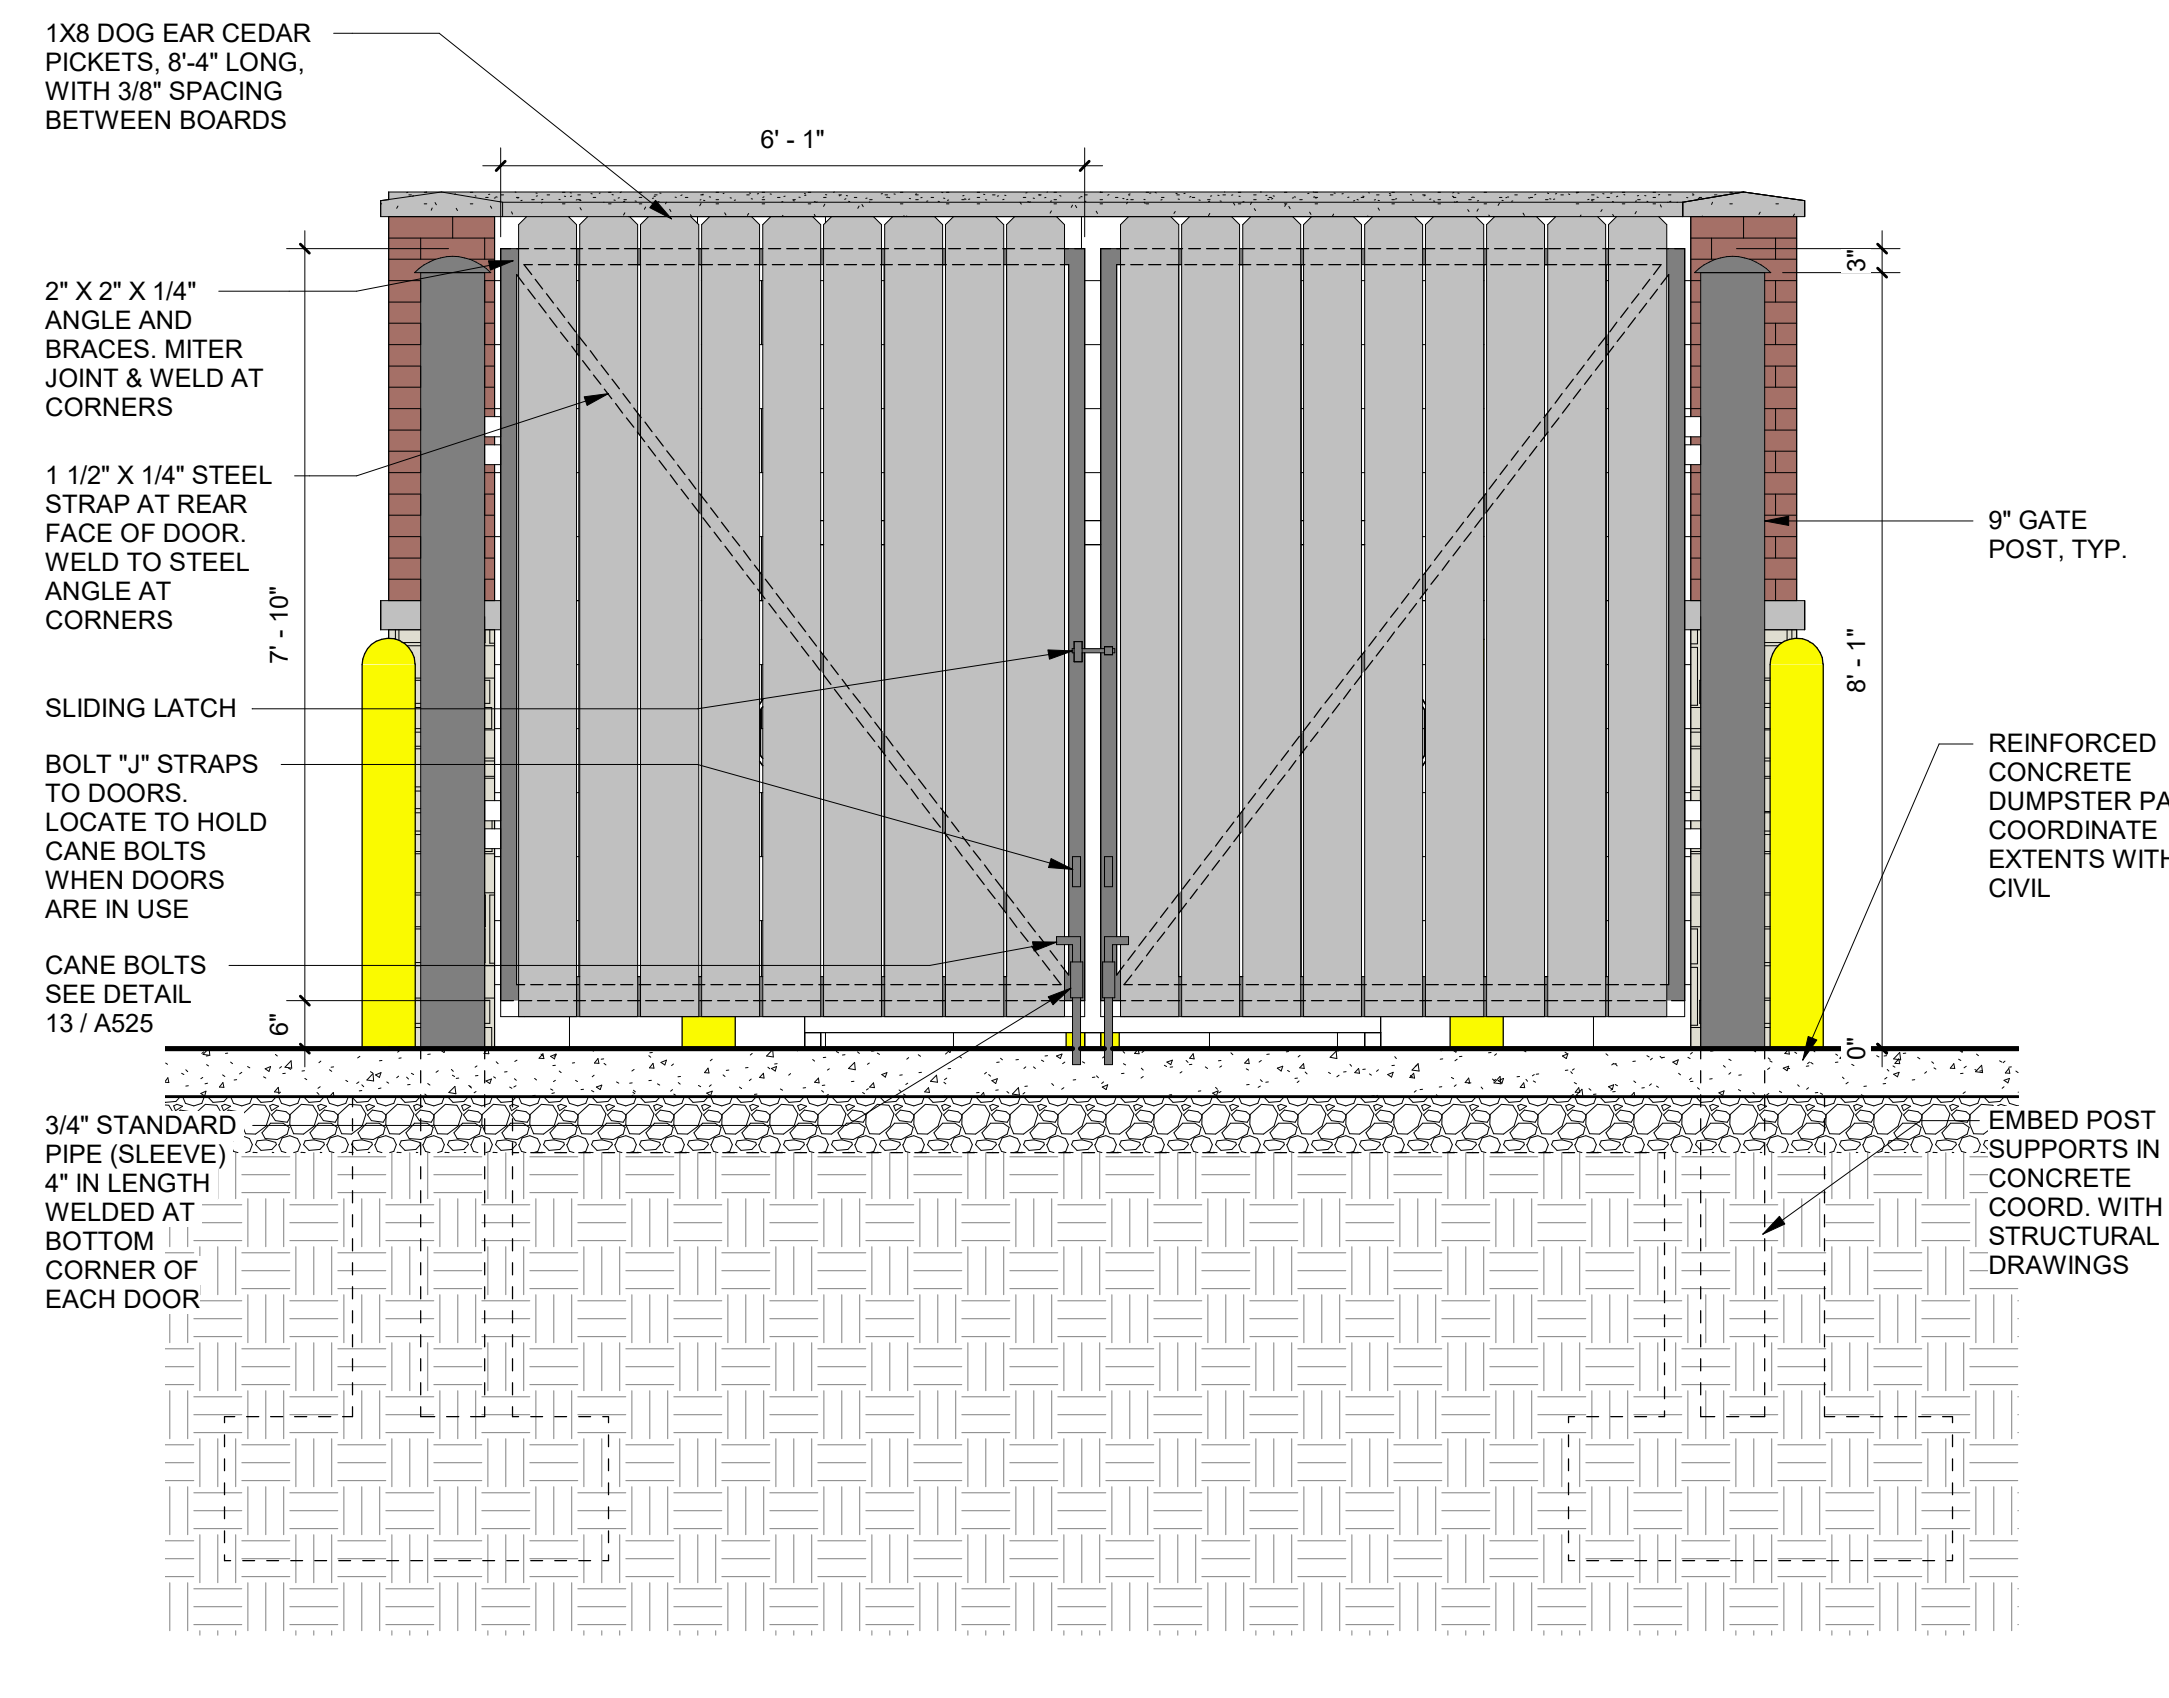 1X8 DOG EAR CEDAR
PICKETS, 8'-4" LONG,
WITH 3/8" SPACING
BETWEEN BOARDS
6' - 1"
2" X 2" X 1/4"
ANGLE AND
BRACES. MITER
JOINT & WELD AT
CORNERS
1 1/2" X 1/4" STEEL
STRAP AT REAR
FACE OF DOOR.
WELD TO STEEL
ANGLE AT
CORNERS
7' - 10"
SLIDING LATCH
BOLT "J" STRAPS
TO DOORS.
LOCATE TO HOLD
CANE BOLTS
WHEN DOORS
ARE IN USE
CANE BOLTS
SEE DETAIL
13 / A525
6"
3/4" STANDARD
PIPE (SLEEVE)
4" IN LENGTH
WELDED AT
BOTTOM
CORNER OF
EACH DOOR
3"
9" GATE
POST, TYP.
8' - 1"
REINFORCED
CONCRETE
DUMPSTER PA
COORDINATE
EXTENTS WITH
CIVIL
0"
EMBED POST
SUPPORTS IN
CONCRETE
COORD. WITH
STRUCTURAL
DRAWINGS